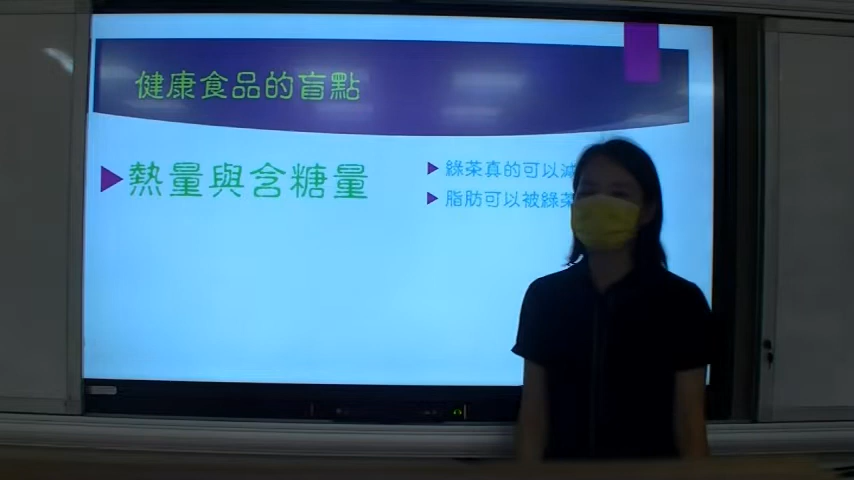 健康食品的盲點
熱量與含糖量
綠茶真的可以減
脂肪可以被綠茶